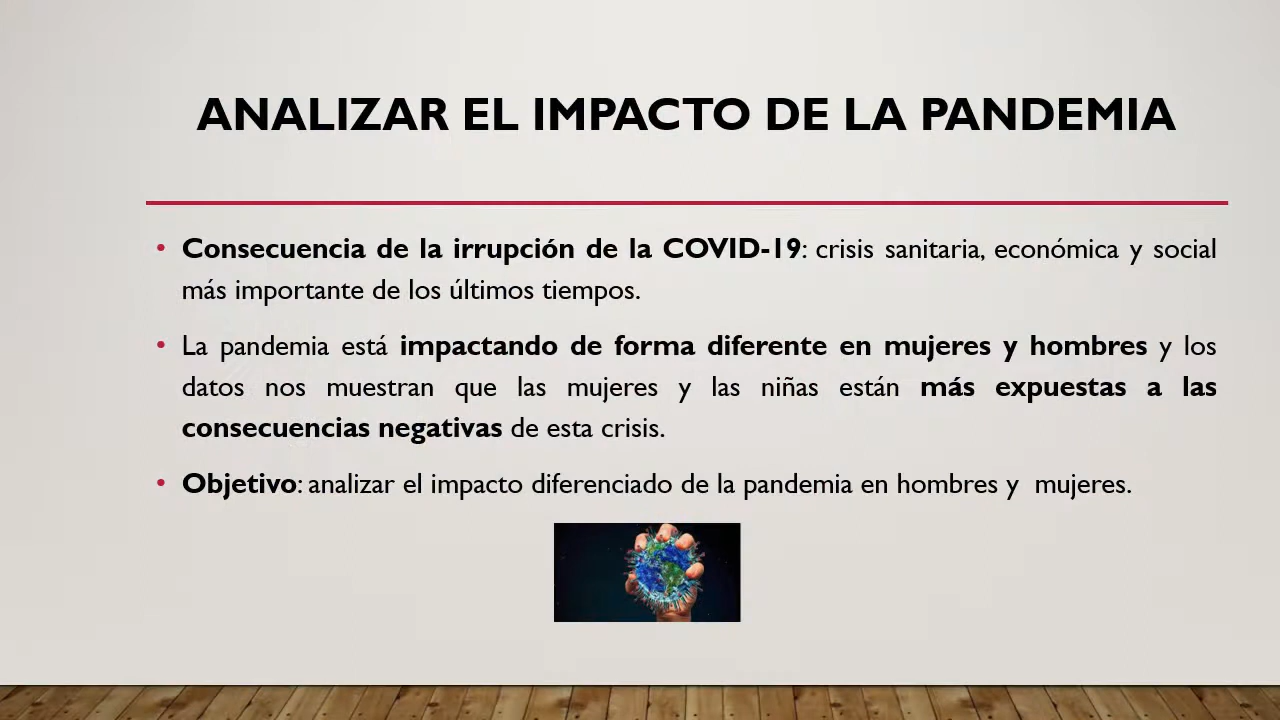 ANALIZAR EL IMPACTO DE LA PANDEMIA
• Consecuencia de la irrupción de la COVID-19: crisis sanitaria, económica y social
más importante de los últimos tiempos.
• La pandemia está impactando de forma diferente en mujeres y hombres y los
datos nos muestran que las mujeres y las niñas están más expuestas a las
consecuencias negativas de esta crisis.
• Objetivo: analizar el impacto diferenciado de la pandemia en hombres y  mujeres.